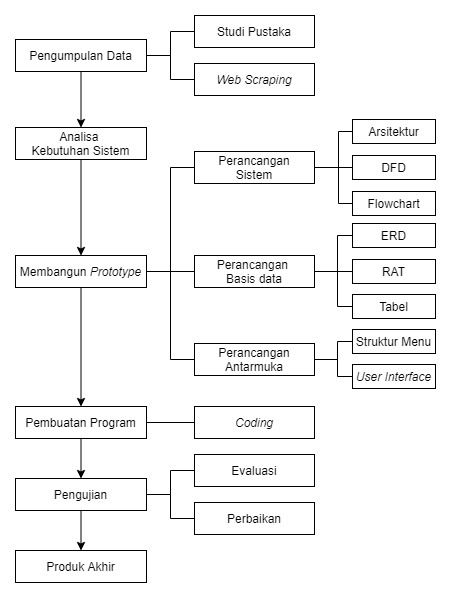 Studi Pustaka
Pengumpulan Data
Web Scraping
Analisa
Kebutuhan Sistem
Arsitektur
Perancangan
Sistem
DFD
Flowchart
ERD
Membangun Prototype
Perancangan
Basis data
RAT
Tabel
Struktur Menu
Perancangan
Antarmuka
User Interface
Pembuatan Program
Coding
Evaluasi
Pengujian
Perbaikan
Produk Akhir